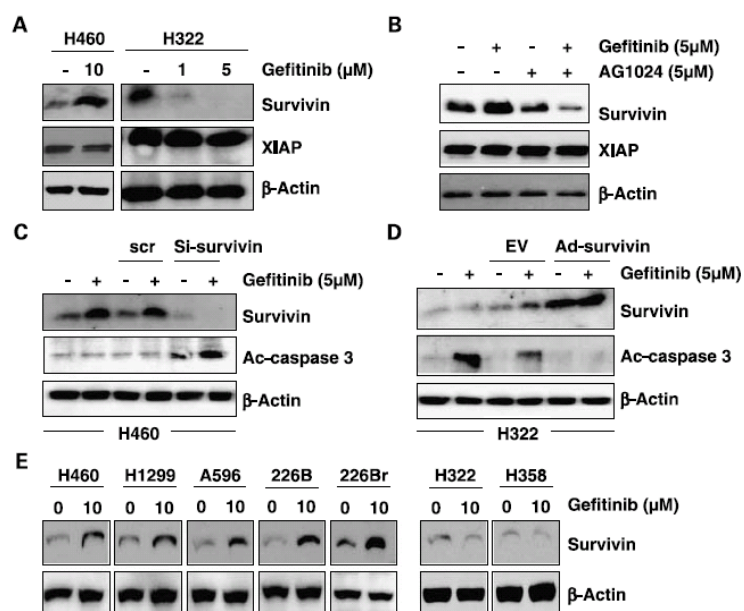 A
H460 H322
- 10 - 1 5 Gefitinib (µM)
Survivin
XIAP
β-Actin
B
- + - + Gefitinib (5µM)
- - + + AG1024 (5µM)
Survivin
XIAP
β-Actin
C
scr Si-survivin
- + - + - + Gefitinib (5µM)
Survivin
Ac-caspase 3
β-Actin
H460
D
EV Ad-survivin
- + - + - + Gefitinib (5µM)
Survivin
Ac-caspase 3
β-Actin
H322
E
H460 H1299 A596 226B 226Br H322 H358
0 10 0 10 0 10 0 10 0 10 0 10 0 10 Gefitinib (µM)
Survivin
β-Actin